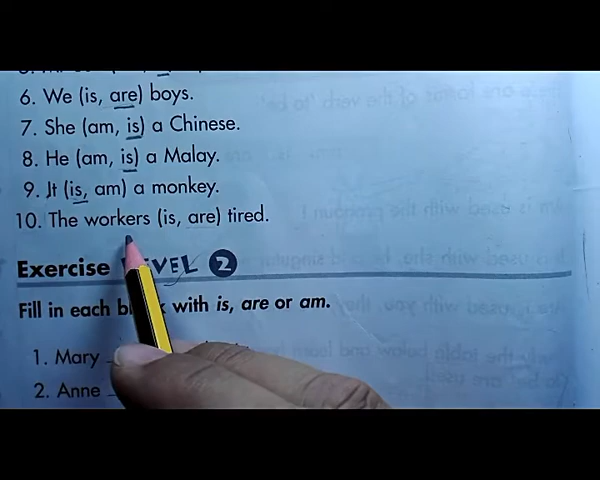 6. We (is, are) boys.
7. She (am, is) a Chinese.
8. He (am, is) a Malay.
9. It (is, am) a monkey.
10. The workers (is, are) tired.
Exercise LEVEL 2
Fill in each with is, are or am.
1. Mary
2. Anne